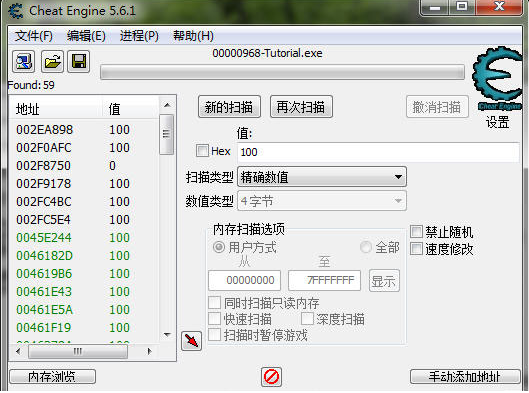 Cheat Engine 5.6.1
文件(F) 编辑(E) 进程(P) 帮助(H)
00000968-Tutorial.exe
Found: 59
地址 值
002EA898 100
002F0AFC 100
002F8750 0
002F9178 100
002FC4BC 100
002FC5E4 100
0045E244 100
0046182D 100
004619B6 100
00461E43 100
00461E5A 100
00461F19 100
新的扫描 再次扫描 撤消扫描
Cheat Engine
设置
值:
Hex 100
扫描类型 精确数值
数值类型 4 字节
内存扫描选项
用户方式 全部
从 至
00000000 7FFFFFFF 显示
同时扫描只读内存
快速扫描 深度扫描
扫描时暂停游戏
禁止随机
速度修改
内存浏览 手动添加地址